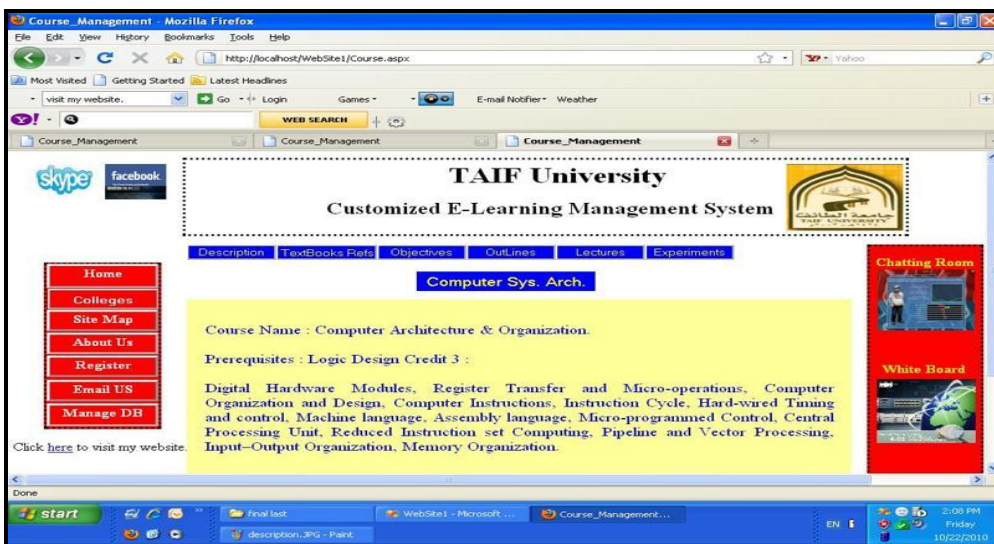 Course_Management - Mozilla Firefox
File Edit View History Bookmarks Tools Help
http://localhost/WebSite1/Course.aspx
Yahoo
Most Visited Getting Started Latest Headlines
visit my website. Go Login Games E-mail Notifier Weather
WEB SEARCH
Course_Management Course_Management Course_Management
skype facebook
TAIF University
Customized E-Learning Management System
جامعة الطائف
TAIF UNIVERSITY
Description TextBooks Refs Objectives OutLines Lectures Experiments
Computer Sys. Arch.
Home
Colleges
Site Map
About Us
Register
Email US
Manage DB
Click here to visit my website.
Course Name : Computer Architecture & Organization.
Prerequisites : Logic Design Credit 3 :
Digital Hardware Modules, Register Transfer and Micro-operations, Computer
Organization and Design, Computer Instructions, Instruction Cycle, Hard-wired Timing
and control, Machine language, Assembly language, Micro-programmed Control, Central
Processing Unit, Reduced Instruction set Computing, Pipeline and Vector Processing,
Input–Output Organization, Memory Organization.
Chatting Room
White Board
Done
start
final last
WebSite1 - Microsoft ...
Course_Management...
description.JPG - Paint
EN
2:08 PM
Friday
10/22/2010